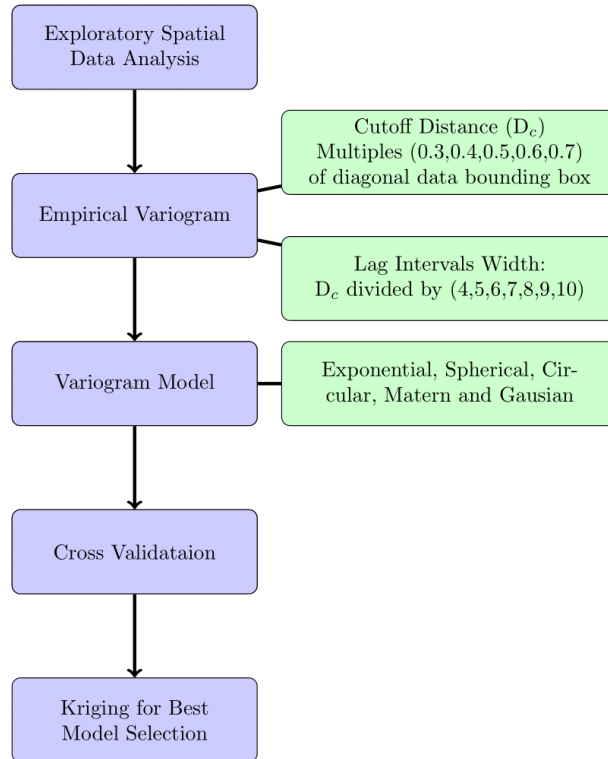 Exploratory Spatial
Data Analysis
Cutoff Distance (D_c)
Multiples (0.3,0.4,0.5,0.6,0.7)
of diagonal data bounding box
Empirical Variogram
Lag Intervals Width:
D_c divided by (4,5,6,7,8,9,10)
Variogram Model
Exponential, Spherical, Cir-
cular, Matern and Gausian
Cross Validataion
Kriging for Best
Model Selection